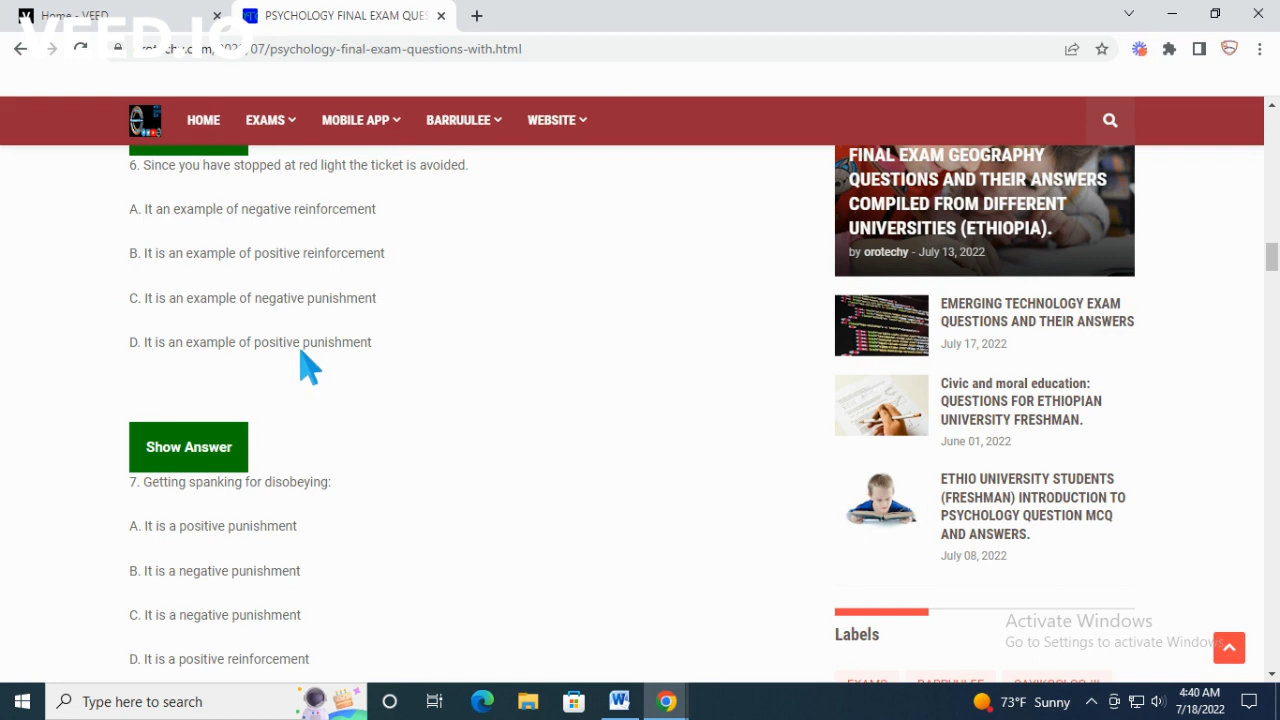 Home - VEED
PSYCHOLOGY FINAL EXAM QUES
VEED.IO
/07/psychology-final-exam-questions-with.html
HOME
EXAMS
MOBILE APP
BARRUULEE
WEBSITE
6. Since you have stopped at red light the ticket is avoided.
A. It an example of negative reinforcement
B. It is an example of positive reinforcement
C. It is an example of negative punishment
D. It is an example of positive punishment
Show Answer
7. Getting spanking for disobeying:
A. It is a positive punishment
B. It is a negative punishment
C. It is a negative punishment
D. It is a positive reinforcement
FINAL EXAM GEOGRAPHY
QUESTIONS AND THEIR ANSWERS
COMPILED FROM DIFFERENT
UNIVERSITIES (ETHIOPIA).
by orotechy - July 13, 2022
EMERGING TECHNOLOGY EXAM
QUESTIONS AND THEIR ANSWERS
July 17, 2022
Civic and moral education:
QUESTIONS FOR ETHIOPIAN
UNIVERSITY FRESHMAN.
June 01, 2022
ETHIO UNIVERSITY STUDENTS
(FRESHMAN) INTRODUCTION TO
PSYCHOLOGY QUESTION MCQ
AND ANSWERS.
July 08, 2022
Labels
Activate Windows
Go to Settings to activate Windows.
EXAMS
BARRUULEE
Type here to search
73°F Sunny
4:40 AM
7/18/2022